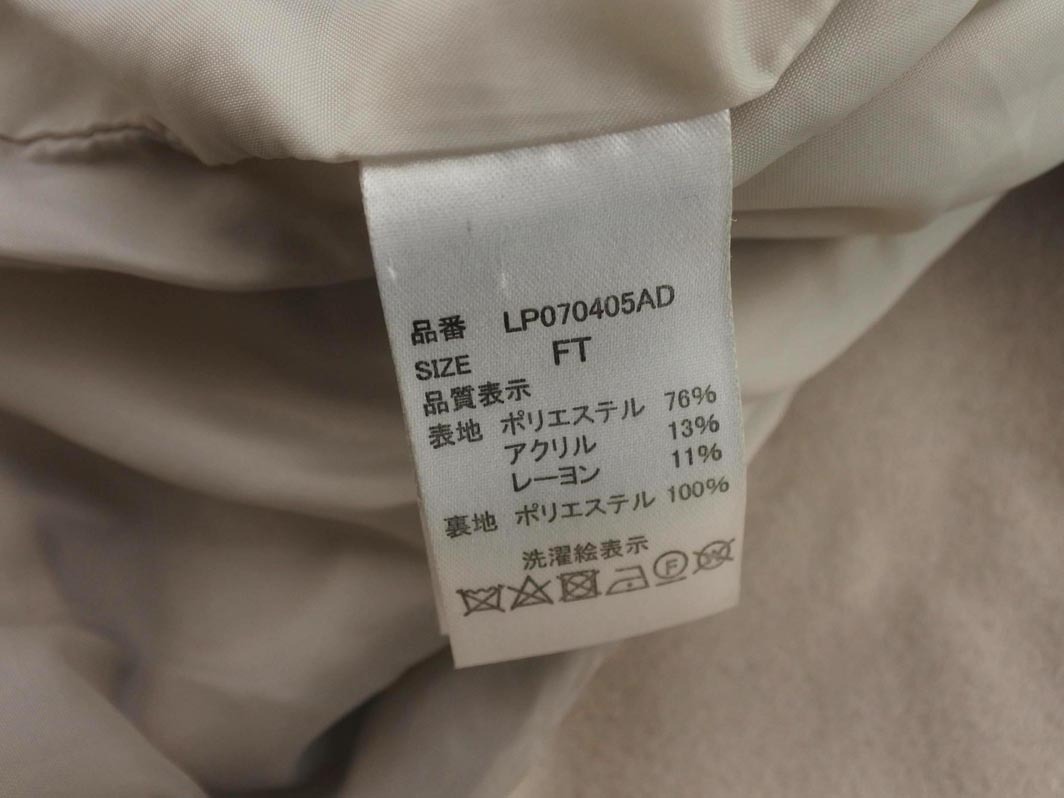 品番 LP070405AD
SIZE FT
品質表示
表地 ポリエステル 76%
アクリル 13%
レーヨン 11%
裏地 ポリエステル 100%
洗濯絵表示
F W